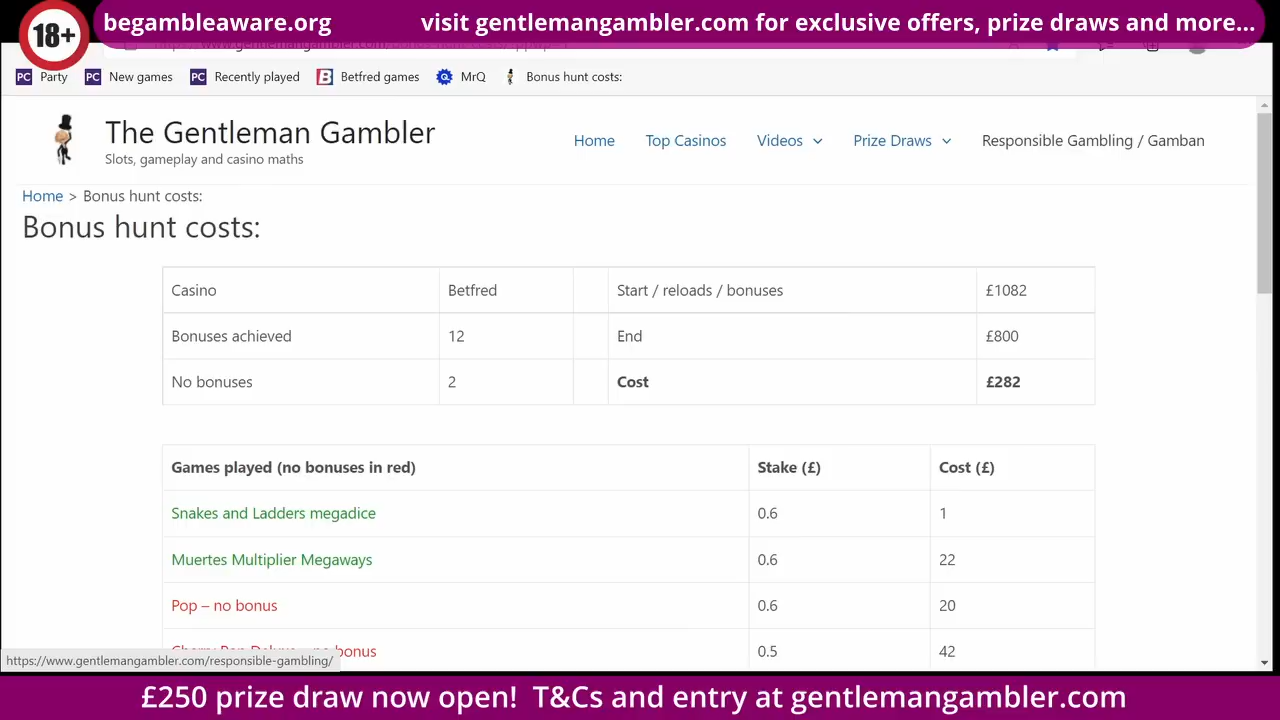 18+
begambleaware.org
visit gentlemangambler.com for exclusive offers, prize draws and more...
PC Party
PC New games
PC Recently played
B Betfred games
Q MrQ
Bonus hunt costs:
The Gentleman Gambler
Slots, gameplay and casino maths
Home
Top Casinos
Videos
Prize Draws
Responsible Gambling / Gamban
Home > Bonus hunt costs:
Bonus hunt costs:
Casino Betfred Start / reloads / bonuses £1082
Bonuses achieved 12 End £800
No bonuses 2 Cost £282
Games played (no bonuses in red) Stake (£) Cost (£)
Snakes and Ladders megadice 0.6 1
Muertes Multiplier Megaways 0.6 22
Pop – no bonus 0.6 20
bonus 0.5 42
https://www.gentlemangambler.com/responsible-gambling/
£250 prize draw now open! T&Cs and entry at gentlemangambler.com